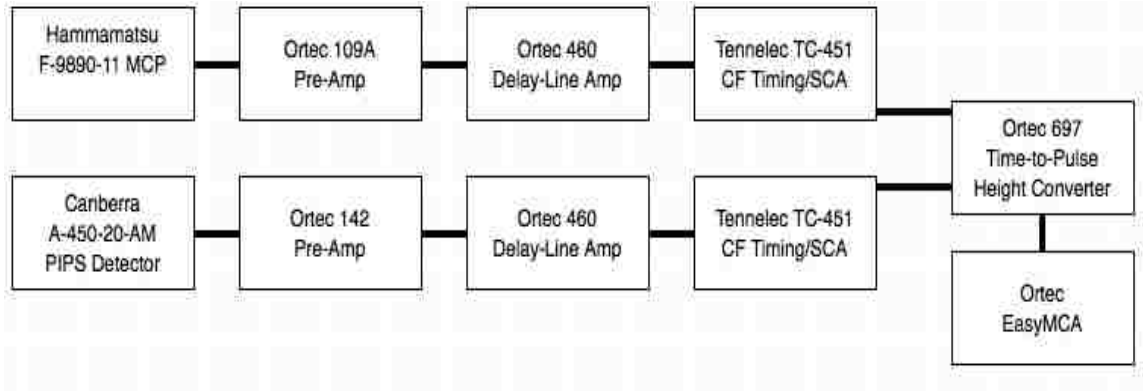 Hammamatsu
F-9890-11 MCP
Ortec 109A
Pre-Amp
Ortec 460
Delay-Line Amp
Tennelec TC-451
CF Timing/SCA
Ortec 697
Time-to-Pulse
Height Converter
Canberra
A-450-20-AM
PIPS Detector
Ortec 142
Pre-Amp
Ortec 460
Delay-Line Amp
Tennelec TC-451
CF Timing/SCA
Ortec
EasyMCA